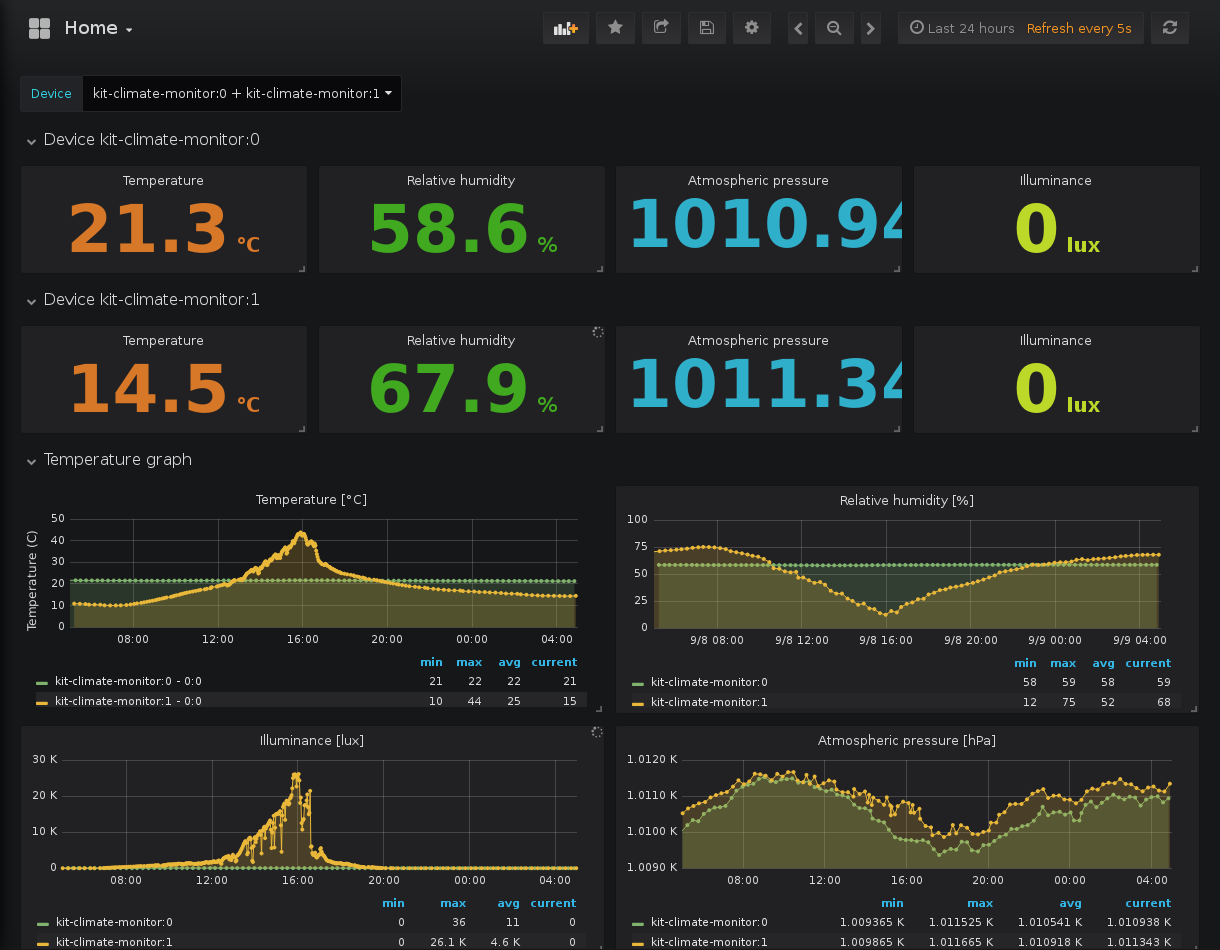 Home
Last 24 hours Refresh every 5s
Device kit-climate-monitor:0 + kit-climate-monitor:1
Device kit-climate-monitor:0
Temperature Relative humidity Atmospheric pressure Illuminance
21.3 °C 58.6 % 1010.94 0 lux
Device kit-climate-monitor:1
Temperature Relative humidity Atmospheric pressure Illuminance
14.5 °C 67.9 % 1011.34 0 lux
Temperature graph
Temperature [°C]
Temperature (C)
50
40
30
20
10
0
08:00 12:00 16:00 20:00 00:00 04:00
min max avg current
kit-climate-monitor:0 - 0:0 21 22 22 21
kit-climate-monitor:1 - 0:0 10 44 25 15
Relative humidity [%]
100
75
50
25
0
9/8 08:00 9/8 12:00 9/8 16:00 9/8 20:00 9/9 00:00 9/9 04:00
min max avg current
kit-climate-monitor:0 58 59 58 59
kit-climate-monitor:1 12 75 52 68
Illuminance [lux]
30 K
20 K
10 K
0
08:00 12:00 16:00 20:00 00:00 04:00
min max avg current
kit-climate-monitor:0 0 36 11 0
kit-climate-monitor:1 0 26.1 K 4.6 K 0
Atmospheric pressure [hPa]
1.0120 K
1.0110 K
1.0100 K
1.0090 K
08:00 12:00 16:00 20:00 00:00 04:00
min max avg current
kit-climate-monitor:0 1.009365 K 1.011525 K 1.010541 K 1.010938 K
kit-climate-monitor:1 1.009865 K 1.011665 K 1.010918 K 1.011343 K